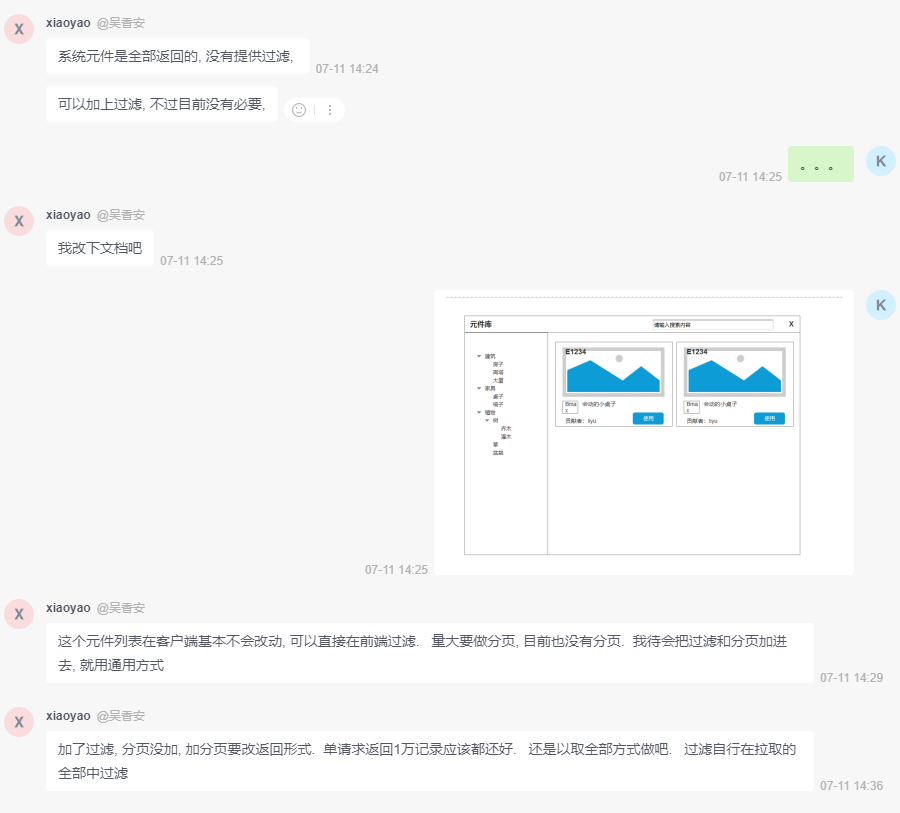 X
xiaoyao @吴香安
系统元件是全部返回的, 没有提供过滤,
07-11 14:24
可以加上过滤, 不过目前没有必要,
。。。
07-11 14:25
K
X
xiaoyao @吴香安
我改下文档吧
07-11 14:25
K
元件库
请输入搜索内容
X
建筑
房子
高塔
大厦
家具
桌子
椅子
植物
树
乔木
灌木
草
盆栽
E1234
Bma
x
会动的小桌子
贡献者: liyu
使用
E1234
Bma
x
会动的小桌子
贡献者: liyu
使用
07-11 14:25
X
xiaoyao @吴香安
这个元件列表在客户端基本不会改动, 可以直接在前端过滤. 量大要做分页, 目前也没有分页. 我待会把过滤和分页加进
去, 就用通用方式
07-11 14:29
X
xiaoyao @吴香安
加了过滤, 分页没加, 加分页要改返回形式. 单请求返回1万记录应该都还好. 还是以取全部方式做吧. 过滤自行在拉取的
全部中过滤
07-11 14:36